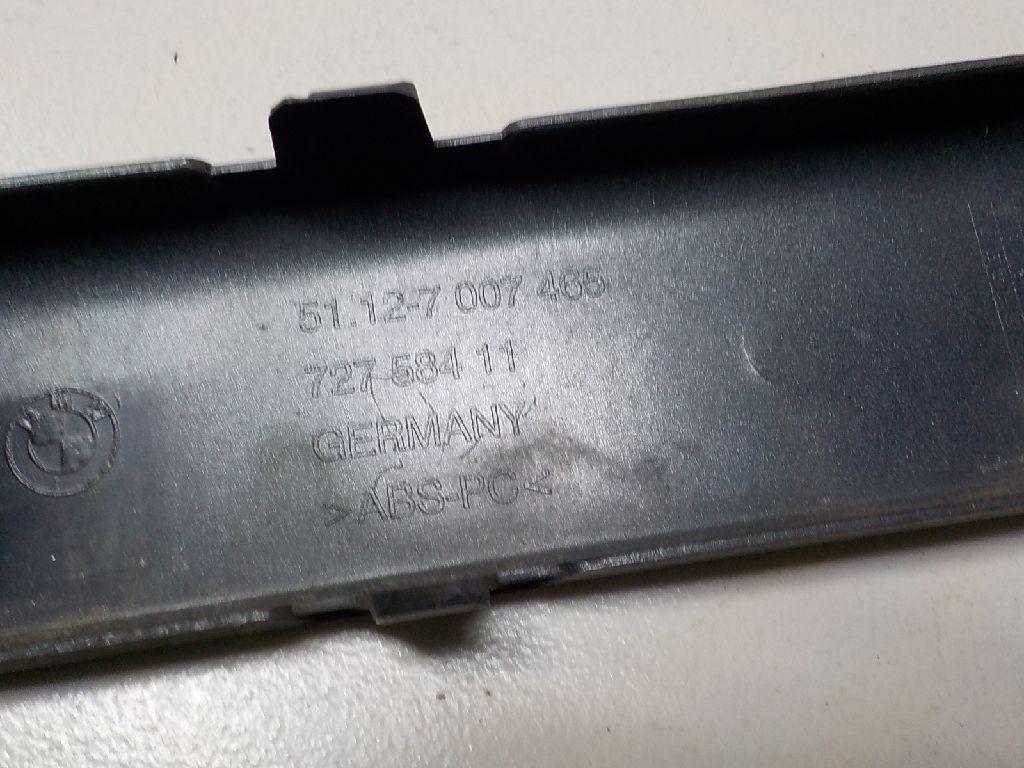 51.12-7 007 465
727 584 11
GERMANY
>ABS-PC<